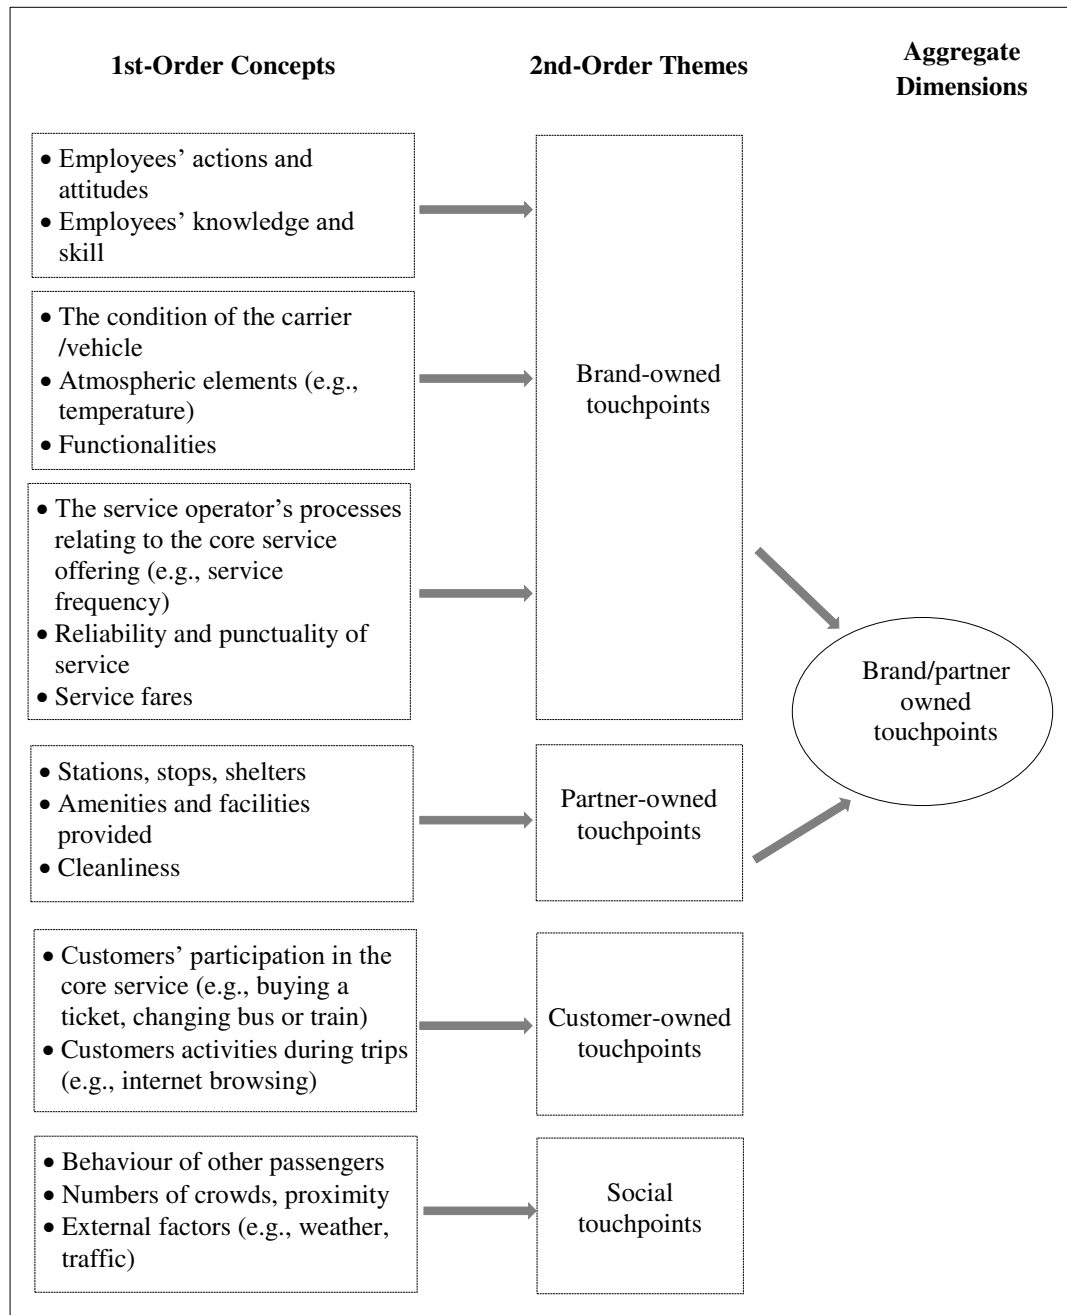 1st-Order Concepts
2nd-Order Themes
Aggregate
Dimensions
• Employees’ actions and
attitudes
• Employees’ knowledge and
skill
• The condition of the carrier
/vehicle
• Atmospheric elements (e.g.,
temperature)
• Functionalities
• The service operator’s processes
relating to the core service
offering (e.g., service
frequency)
• Reliability and punctuality of
service
• Service fares
Brand-owned
touchpoints
• Stations, stops, shelters
• Amenities and facilities
provided
• Cleanliness
Partner-owned
touchpoints
Brand/partner
owned
touchpoints
• Customers’ participation in the
core service (e.g., buying a
ticket, changing bus or train)
• Customers activities during trips
(e.g., internet browsing)
Customer-owned
touchpoints
• Behaviour of other passengers
• Numbers of crowds, proximity
• External factors (e.g., weather,
traffic)
Social
touchpoints